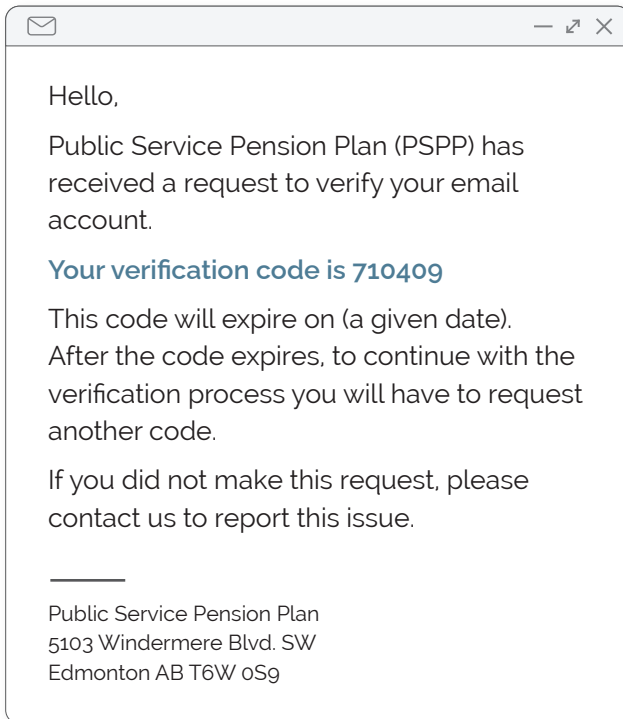 Hello,
Public Service Pension Plan (PSPP) has
received a request to verify your email
account.
Your verification code is 710409
This code will expire on (a given date).
After the code expires, to continue with the
verification process you will have to request
another code.
If you did not make this request, please
contact us to report this issue.
Public Service Pension Plan
5103 Windermere Blvd. SW
Edmonton AB T6W 0S9